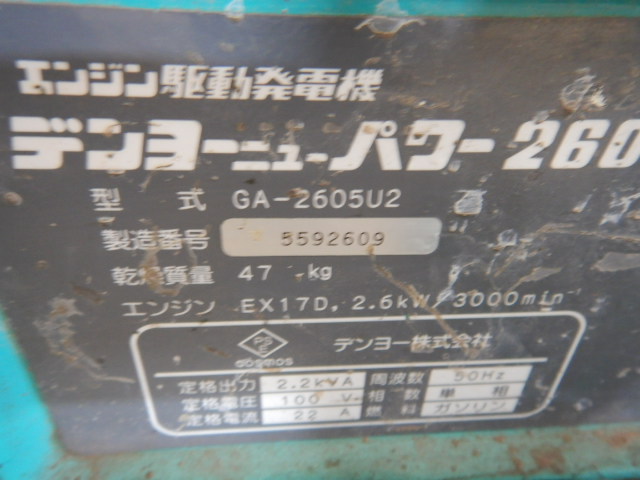 エンジン駆動発電機
デンヨーニューパワー260
型 式 GA-2605U2
製造番号 5592609
乾燥質量 47 kg
エンジン EX17D, 2.6kW/3000min
PS
E
COSMOS
デンヨー株式会社
定格出力 2.2kVA 周波数 50Hz
定格電圧 100 V 相数 単相
定格電流 22 A 燃料 ガソリン